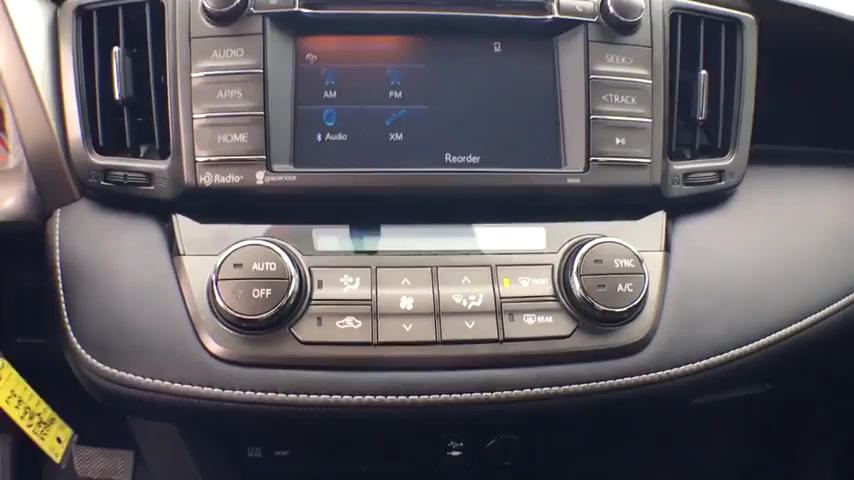 AUDIO
APPS
HOME
AM
FM
Audio
XM
Reorder
SEEK>
<TRACK
HD Radio
gracenote
AUTO
OFF
FRONT
REAR
SYNC
A/C